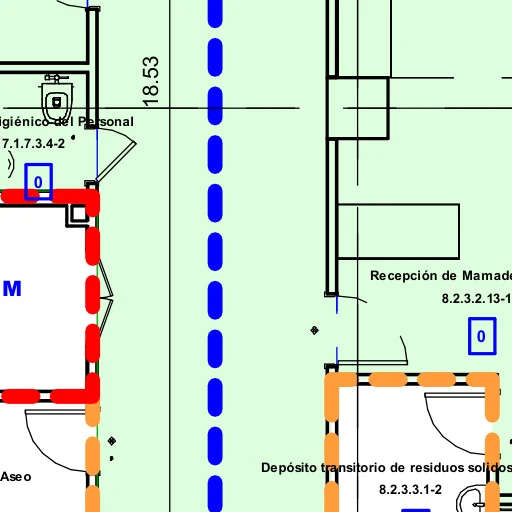 18.53
igiénico del Personal
7.1.7.3.4-2
0
M
Recepción de Mamade
8.2.3.2.13-1
0
Depósito transitorio de residuos solidos
8.2.3.3.1-2
Aseo